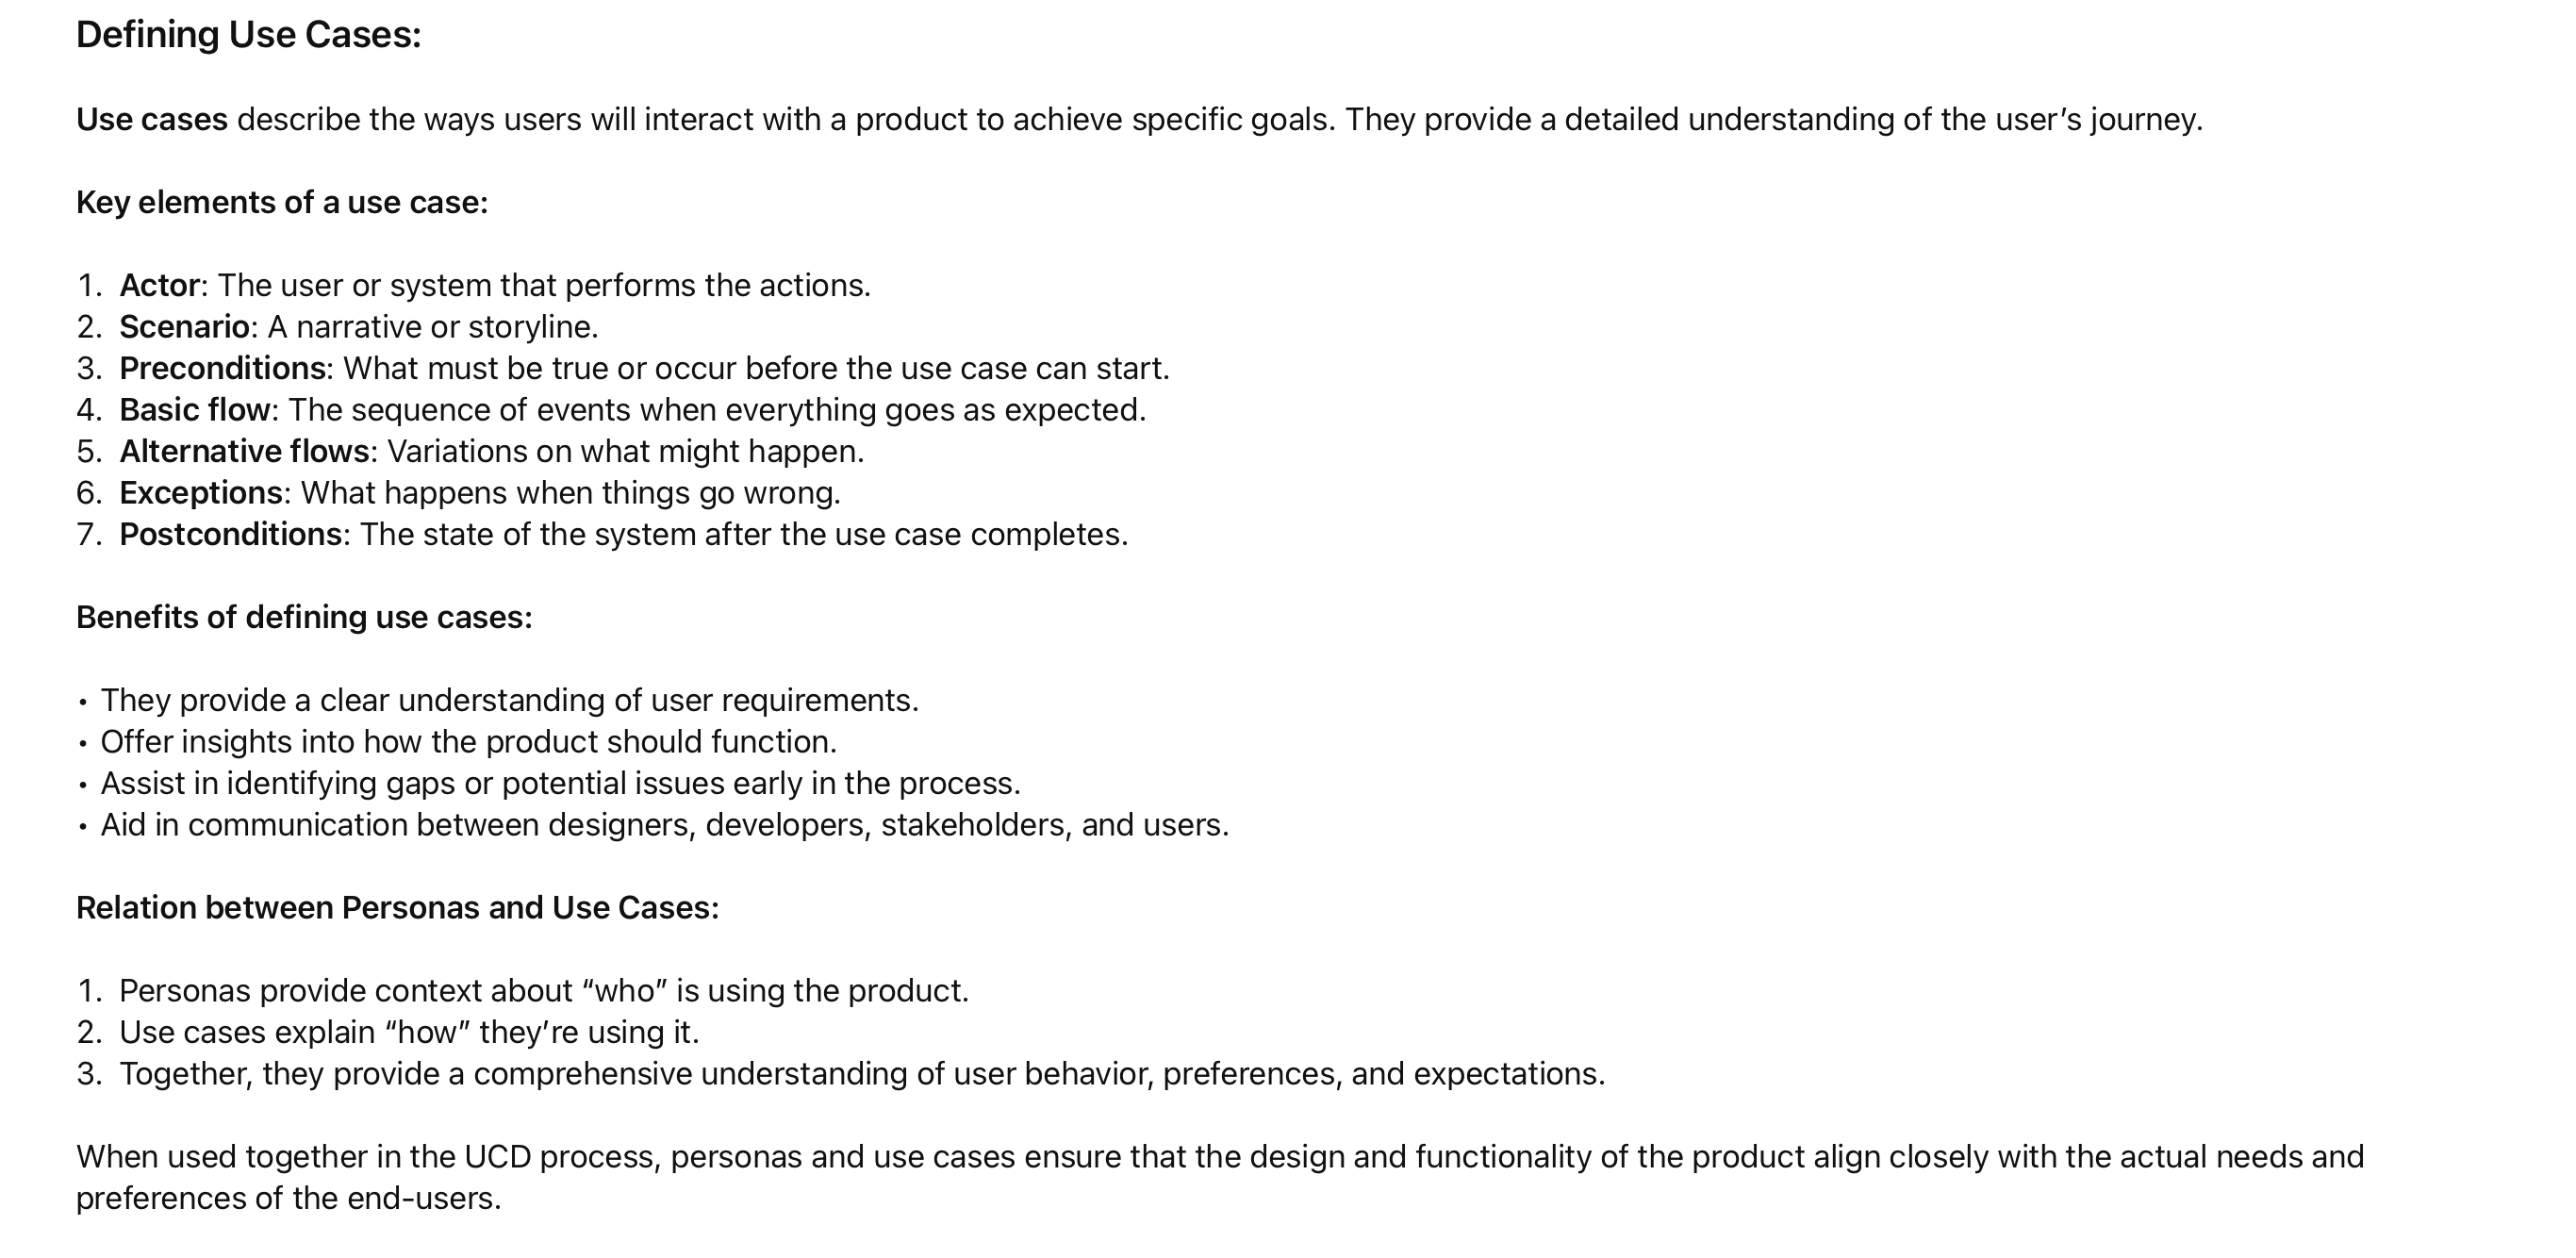 Defining Use Cases:
Use cases describe the ways users will interact with a product to achieve specific goals. They provide a detailed understanding of the user’s journey.
Key elements of a use case:
1. Actor: The user or system that performs the actions.
2. Scenario: A narrative or storyline.
3. Preconditions: What must be true or occur before the use case can start.
4. Basic flow: The sequence of events when everything goes as expected.
5. Alternative flows: Variations on what might happen.
6. Exceptions: What happens when things go wrong.
7. Postconditions: The state of the system after the use case completes.
Benefits of defining use cases:
• They provide a clear understanding of user requirements.
• Offer insights into how the product should function.
• Assist in identifying gaps or potential issues early in the process.
• Aid in communication between designers, developers, stakeholders, and users.
Relation between Personas and Use Cases:
1. Personas provide context about “who” is using the product.
2. Use cases explain “how” they’re using it.
3. Together, they provide a comprehensive understanding of user behavior, preferences, and expectations.
When used together in the UCD process, personas and use cases ensure that the design and functionality of the product align closely with the actual needs and
preferences of the end-users.